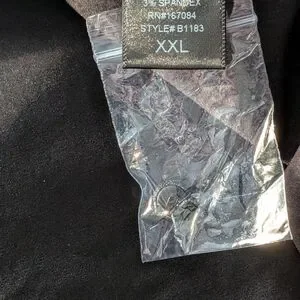 3% SPANDEX
RN#167084
STYLE# B1183
XXL